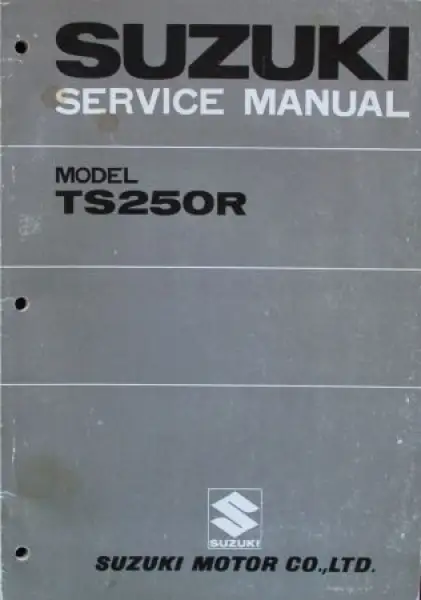 SUZUKI
SERVICE MANUAL
MODEL
TS250R
SUZUKI
SUZUKI MOTOR CO.,LTD.